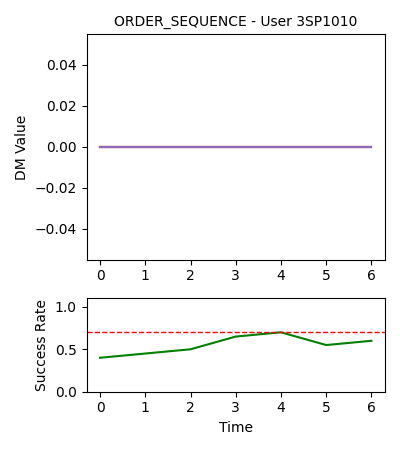 ORDER_SEQUENCE - User 3SP1010
DM Value
0.04
0.02
0.00
−0.02
−0.04
0 1 2 3 4 5 6
Success Rate
1.0
0.5
0.0
0 1 2 3 4 5 6
Time